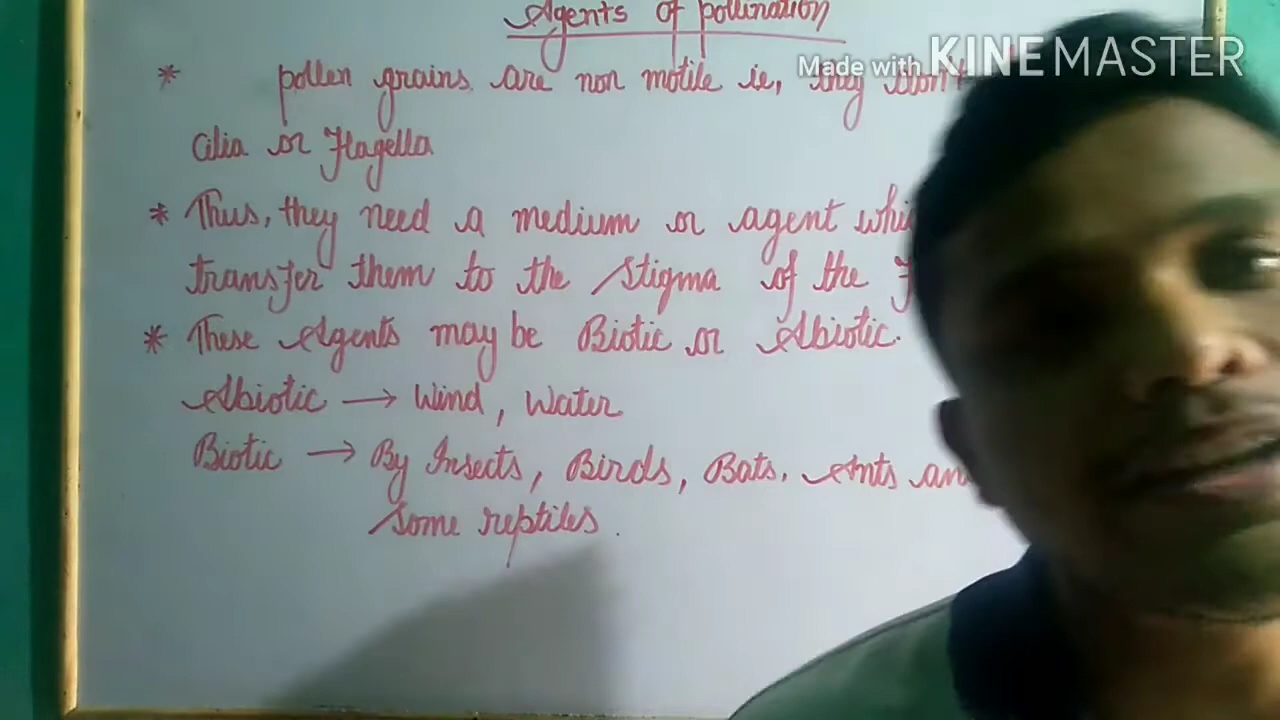 Agents of pollination
Made with KINEMASTER
* pollen grains are non motile ie, they don't
Cilia or Flagella
* Thus, they need a medium or agent
transfer them to the Stigma of the
* These Agents may be Biotic or Abiotic.
Abiotic → Wind, Water
Biotic → By Insects, Birds, Bats, Ants
some reptiles.